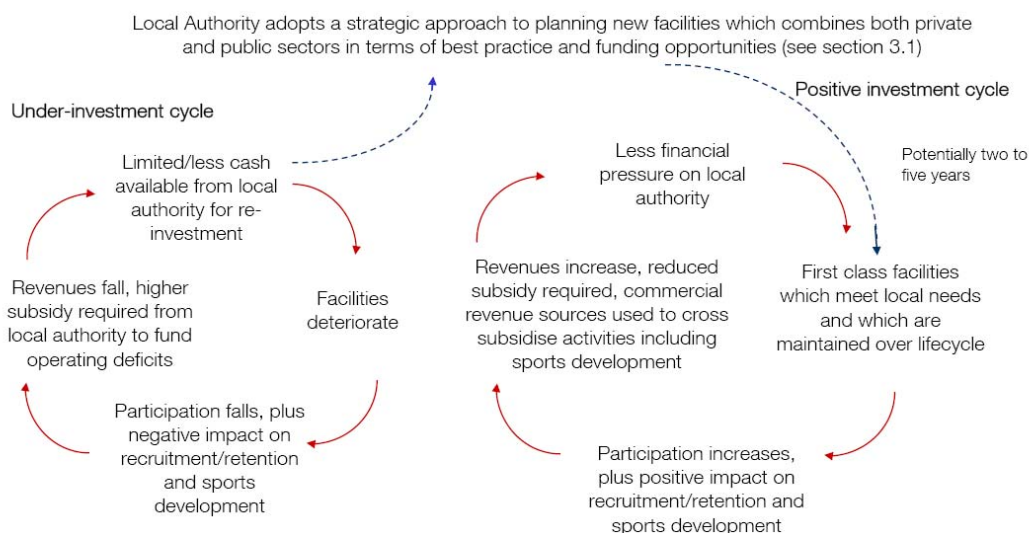 Local Authority adopts a strategic approach to planning new facilities which combines both private
and public sectors in terms of best practice and funding opportunities (see section 3.1)
Under-investment cycle
Limited/less cash
available from local
authority for re-
investment
Facilities
deteriorate
Participation falls, plus
negative impact on
recruitment/retention
and sports
development
Revenues fall, higher
subsidy required from
local authority to fund
operating deficits
Positive investment cycle
Potentially two to
five years
Less financial
pressure on local
authority
First class facilities
which meet local needs
and which are
maintained over lifecycle
Participation increases,
plus positive impact on
recruitment/retention and
sports development
Revenues increase, reduced
subsidy required, commercial
revenue sources used to cross
subsidise activities including
sports development